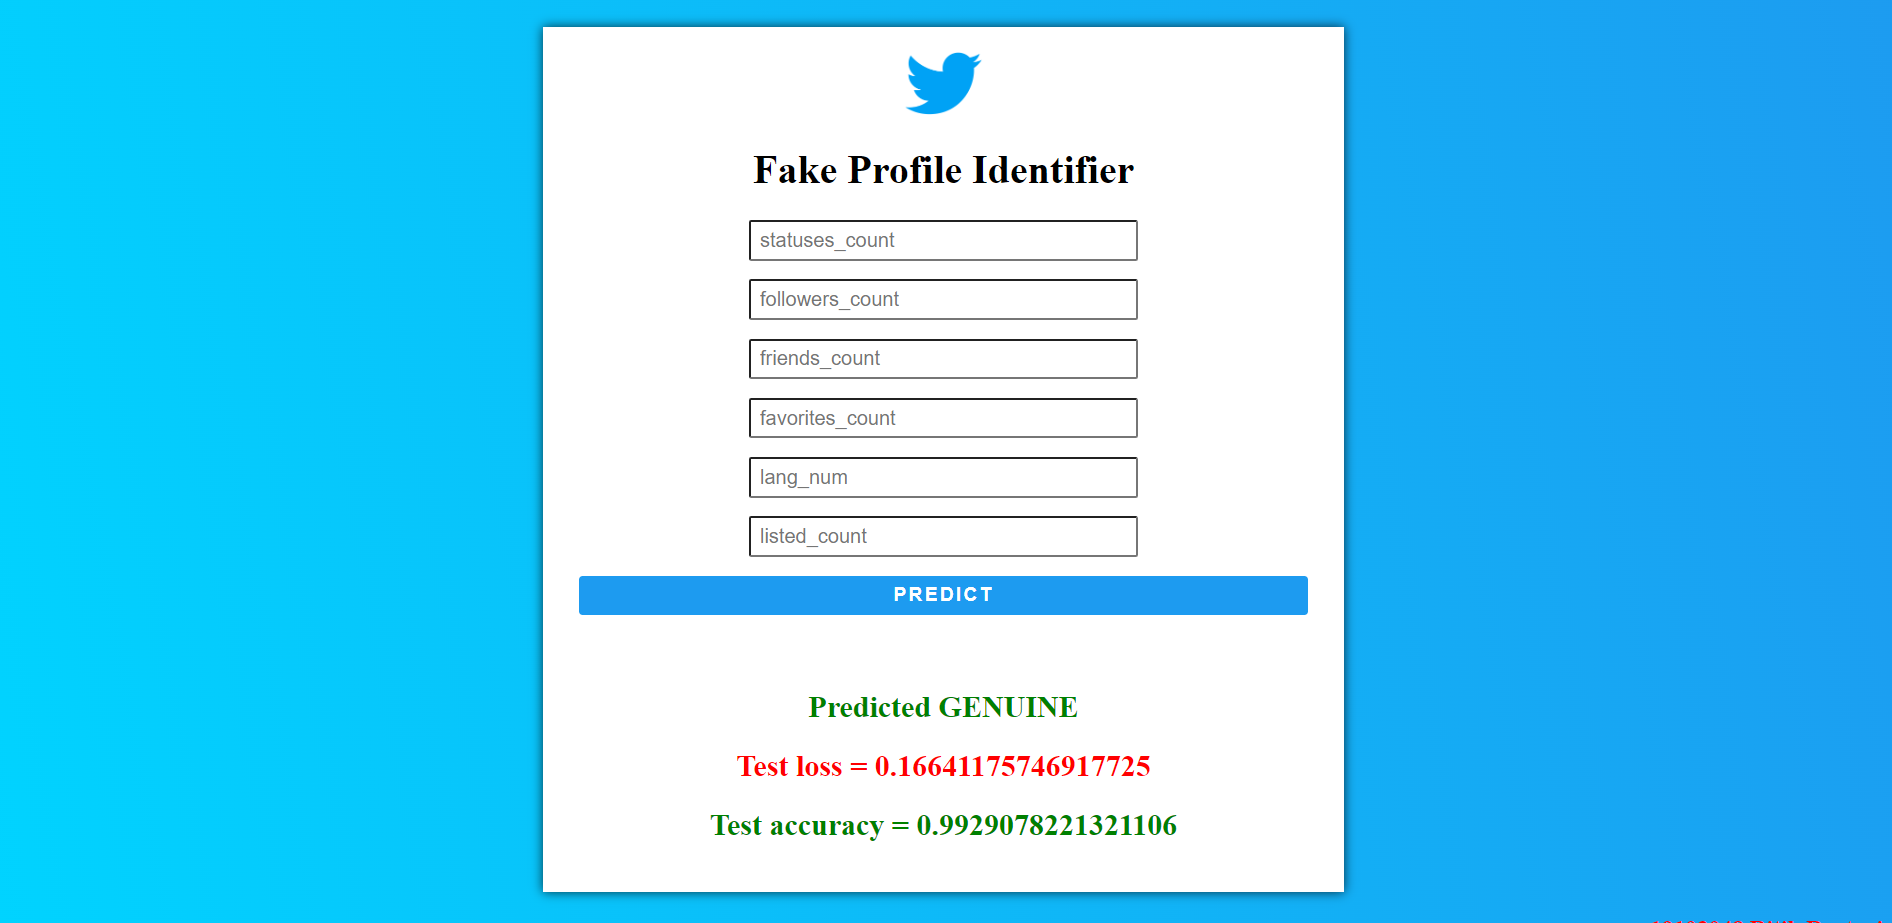 Fake Profile Identifier
statuses_count
followers_count
friends_count
favorites_count
lang_num
listed_count
PREDICT
Predicted GENUINE
Test loss = 0.16641175746917725
Test accuracy = 0.9929078221321106